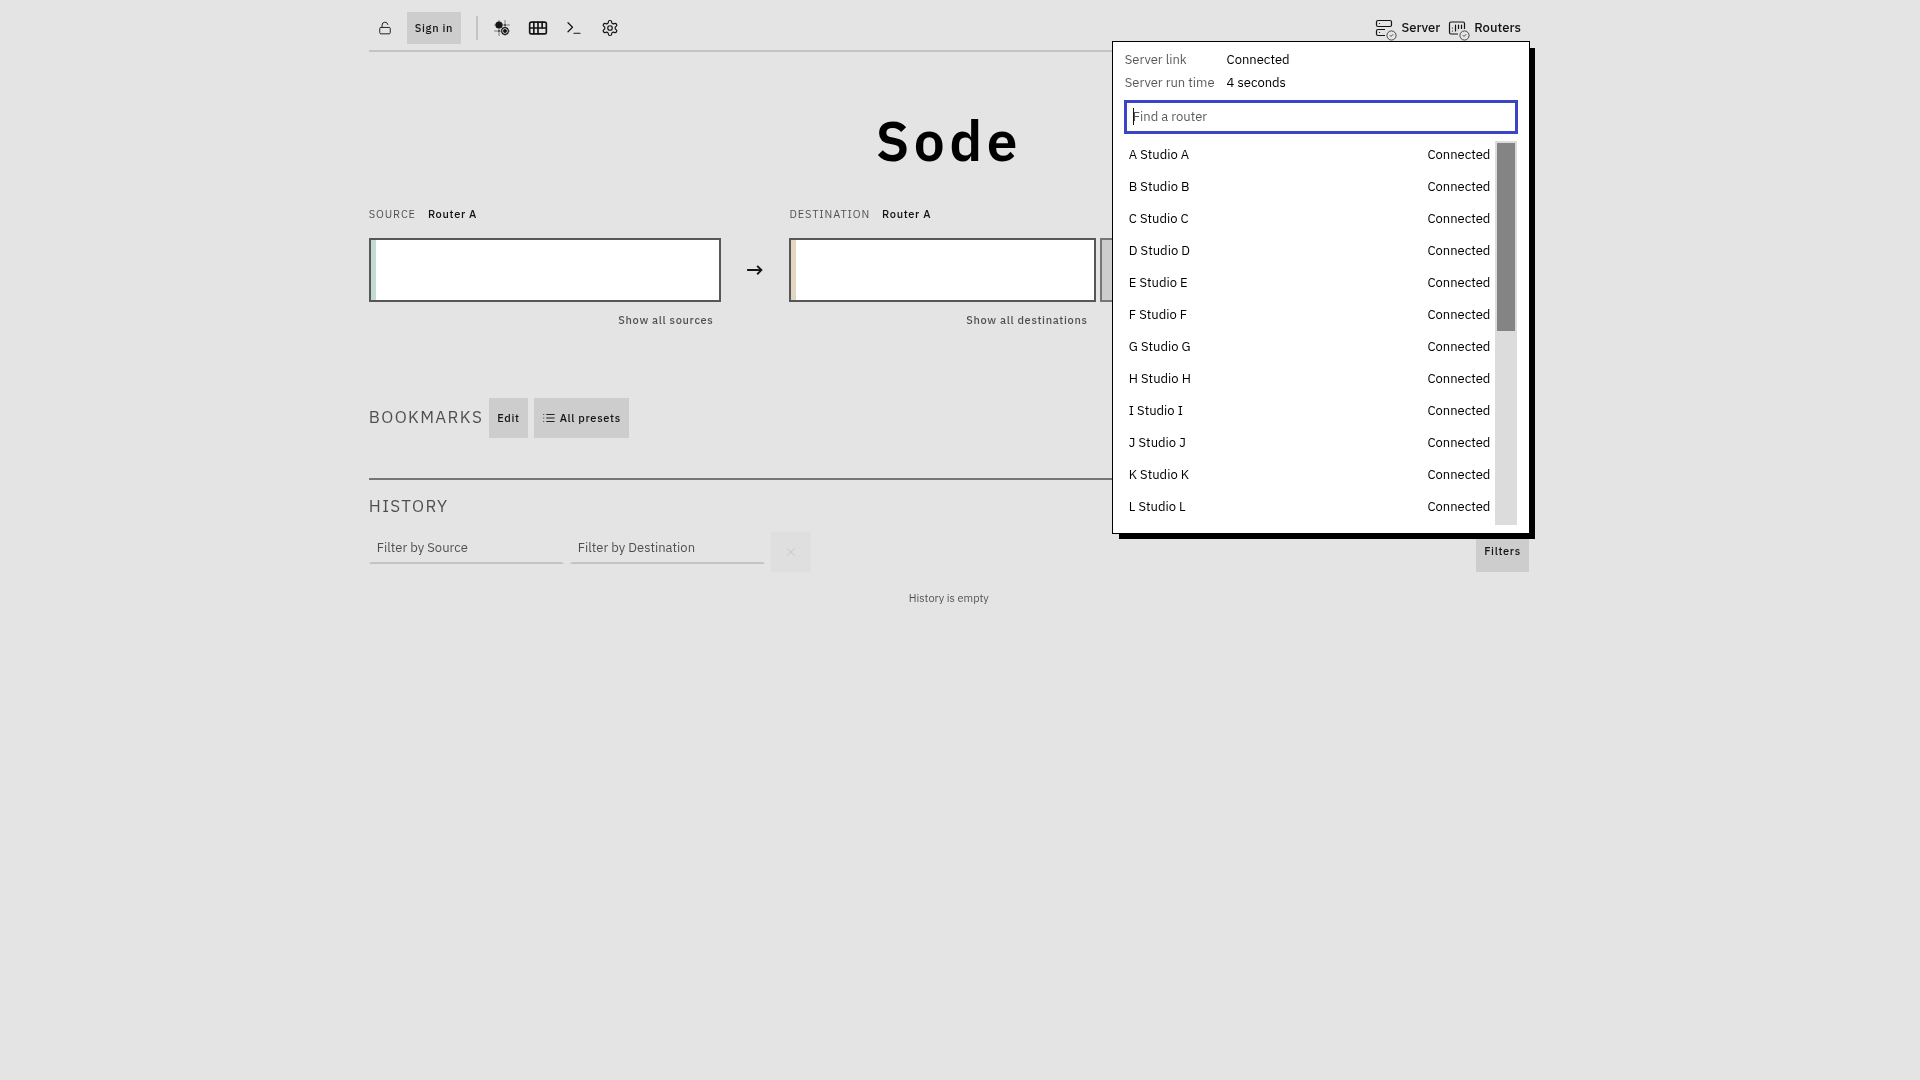 Sign in
Server
Routers
Server link Connected
Server run time 4 seconds
Find a router
A Studio A Connected
B Studio B Connected
C Studio C Connected
D Studio D Connected
E Studio E Connected
F Studio F Connected
G Studio G Connected
H Studio H Connected
I Studio I Connected
J Studio J Connected
K Studio K Connected
L Studio L Connected
Sode
SOURCE Router A
DESTINATION Router A
→
Show all sources
Show all destinations
BOOKMARKS
Edit
All presets
HISTORY
Filter by Source
Filter by Destination
Filters
History is empty